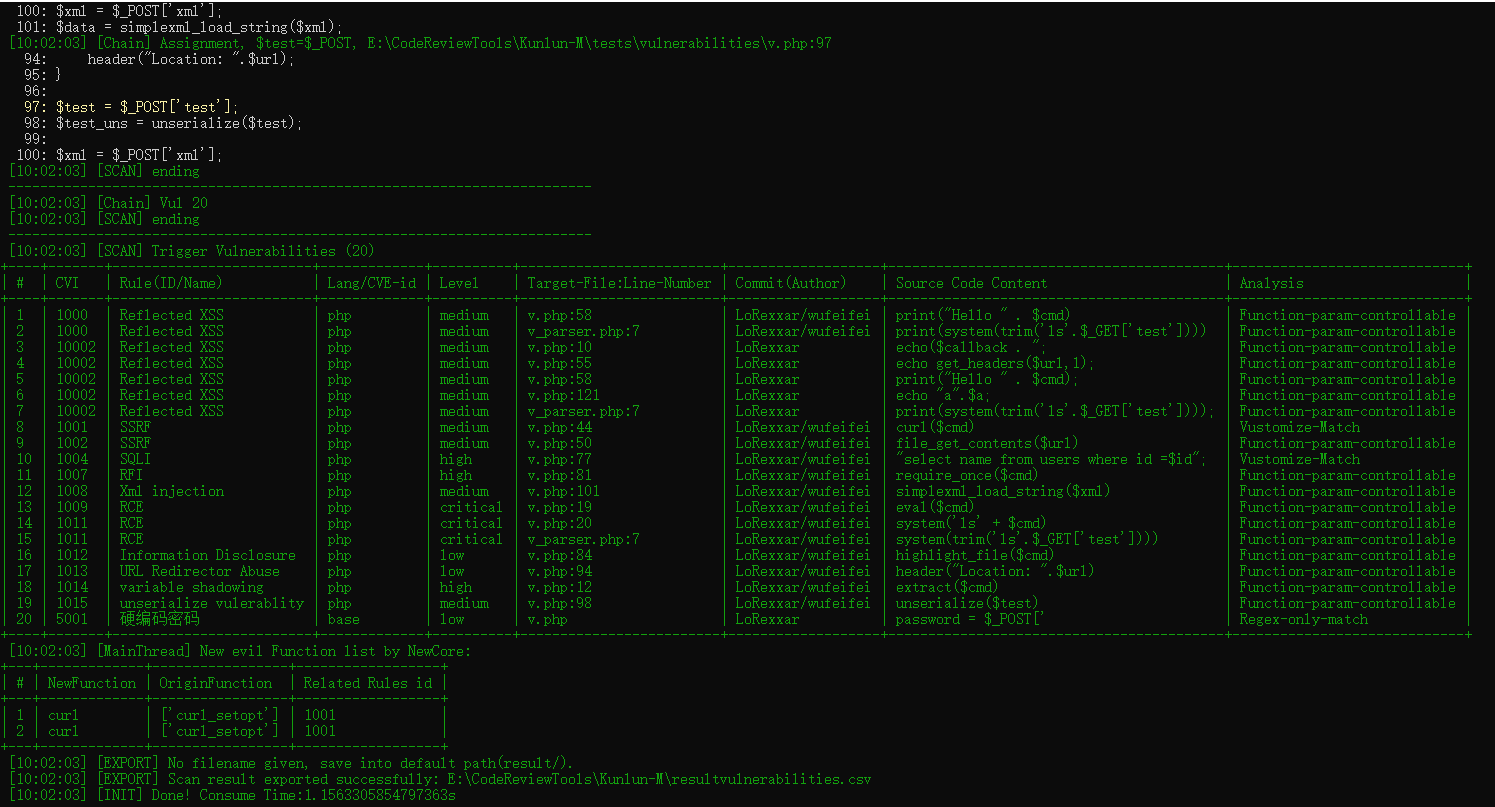 100: $xml = $_POST['xml'];
101: $data = simplexml_load_string($xml);
[10:02:03] [Chain] Assignment, $test=$_POST, E:\CodeReviewTools\Kunlun-M\tests\vulnerabilities\v.php:97
94:     header("Location: ".$url);
95: }
96:
97: $test = $_POST['test'];
98: $test_uns = unserialize($test);
99:
100: $xml = $_POST['xml'];
[10:02:03] [SCAN] ending
-------------------------------------------------------------------------
[10:02:03] [Chain] Vul 20
[10:02:03] [SCAN] ending
-------------------------------------------------------------------------
[10:02:03] [SCAN] Trigger Vulnerabilities (20)
| # | CVI | Rule(ID/Name) | Lang/CVE-id | Level | Target-File:Line-Number | Commit(Author) | Source Code Content | Analysis |
| 1 | 1000 | Reflected XSS | php | medium | v.php:58 | LoRexxar/wufeifei | print("Hello " . $cmd) | Function-param-controllable |
| 2 | 1000 | Reflected XSS | php | medium | v_parser.php:7 | LoRexxar/wufeifei | print(system(trim('ls'.$_GET['test']))) | Function-param-controllable |
| 3 | 10002 | Reflected XSS | php | medium | v.php:10 | LoRexxar | echo($callback . "; | Function-param-controllable |
| 4 | 10002 | Reflected XSS | php | medium | v.php:55 | LoRexxar | echo get_headers($url,1); | Function-param-controllable |
| 5 | 10002 | Reflected XSS | php | medium | v.php:58 | LoRexxar | print("Hello " . $cmd); | Function-param-controllable |
| 6 | 10002 | Reflected XSS | php | medium | v.php:121 | LoRexxar | echo "a".$a; | Function-param-controllable |
| 7 | 10002 | Reflected XSS | php | medium | v_parser.php:7 | LoRexxar | print(system(trim('ls'.$_GET['test']))); | Function-param-controllable |
| 8 | 1001 | SSRF | php | medium | v.php:44 | LoRexxar/wufeifei | curl($cmd) | Vustomize-Match |
| 9 | 1002 | SSRF | php | medium | v.php:50 | LoRexxar/wufeifei | file_get_contents($url) | Function-param-controllable |
| 10 | 1004 | SQLI | php | high | v.php:77 | LoRexxar/wufeifei | "select name from users where id =$id"; | Vustomize-Match |
| 11 | 1007 | RFI | php | high | v.php:81 | LoRexxar/wufeifei | require_once($cmd) | Function-param-controllable |
| 12 | 1008 | Xml injection | php | medium | v.php:101 | LoRexxar/wufeifei | simplexml_load_string($xml) | Function-param-controllable |
| 13 | 1009 | RCE | php | critical | v.php:19 | LoRexxar/wufeifei | eval($cmd) | Function-param-controllable |
| 14 | 1011 | RCE | php | critical | v.php:20 | LoRexxar/wufeifei | system('ls' + $cmd) | Function-param-controllable |
| 15 | 1011 | RCE | php | critical | v_parser.php:7 | LoRexxar/wufeifei | system(trim('ls'.$_GET['test']))) | Function-param-controllable |
| 16 | 1012 | Information Disclosure | php | low | v.php:84 | LoRexxar/wufeifei | highlight_file($cmd) | Function-param-controllable |
| 17 | 1013 | URL Redirector Abuse | php | low | v.php:94 | LoRexxar/wufeifei | header("Location: ".$url) | Function-param-controllable |
| 18 | 1014 | variable shadowing | php | high | v.php:12 | LoRexxar/wufeifei | extract($cmd) | Function-param-controllable |
| 19 | 1015 | unserialize vulerablity | php | medium | v.php:98 | LoRexxar/wufeifei | unserialize($test) | Function-param-controllable |
| 20 | 5001 | 硬编码密码 | base | low | v.php | LoRexxar | password = $_POST[' | Regex-only-match |
[10:02:03] [MainThread] New evil Function list by NewCore:
| # | NewFunction | OriginFunction | Related Rules id |
| 1 | curl | ['curl_setopt'] | 1001 |
| 2 | curl | ['curl_setopt'] | 1001 |
[10:02:03] [EXPORT] No filename given, save into default path(result/).
[10:02:03] [EXPORT] Scan result exported successfully: E:\CodeReviewTools\Kunlun-M\resultvulnerabilities.csv
[10:02:03] [INIT] Done! Consume Time:1.1563305854797363s